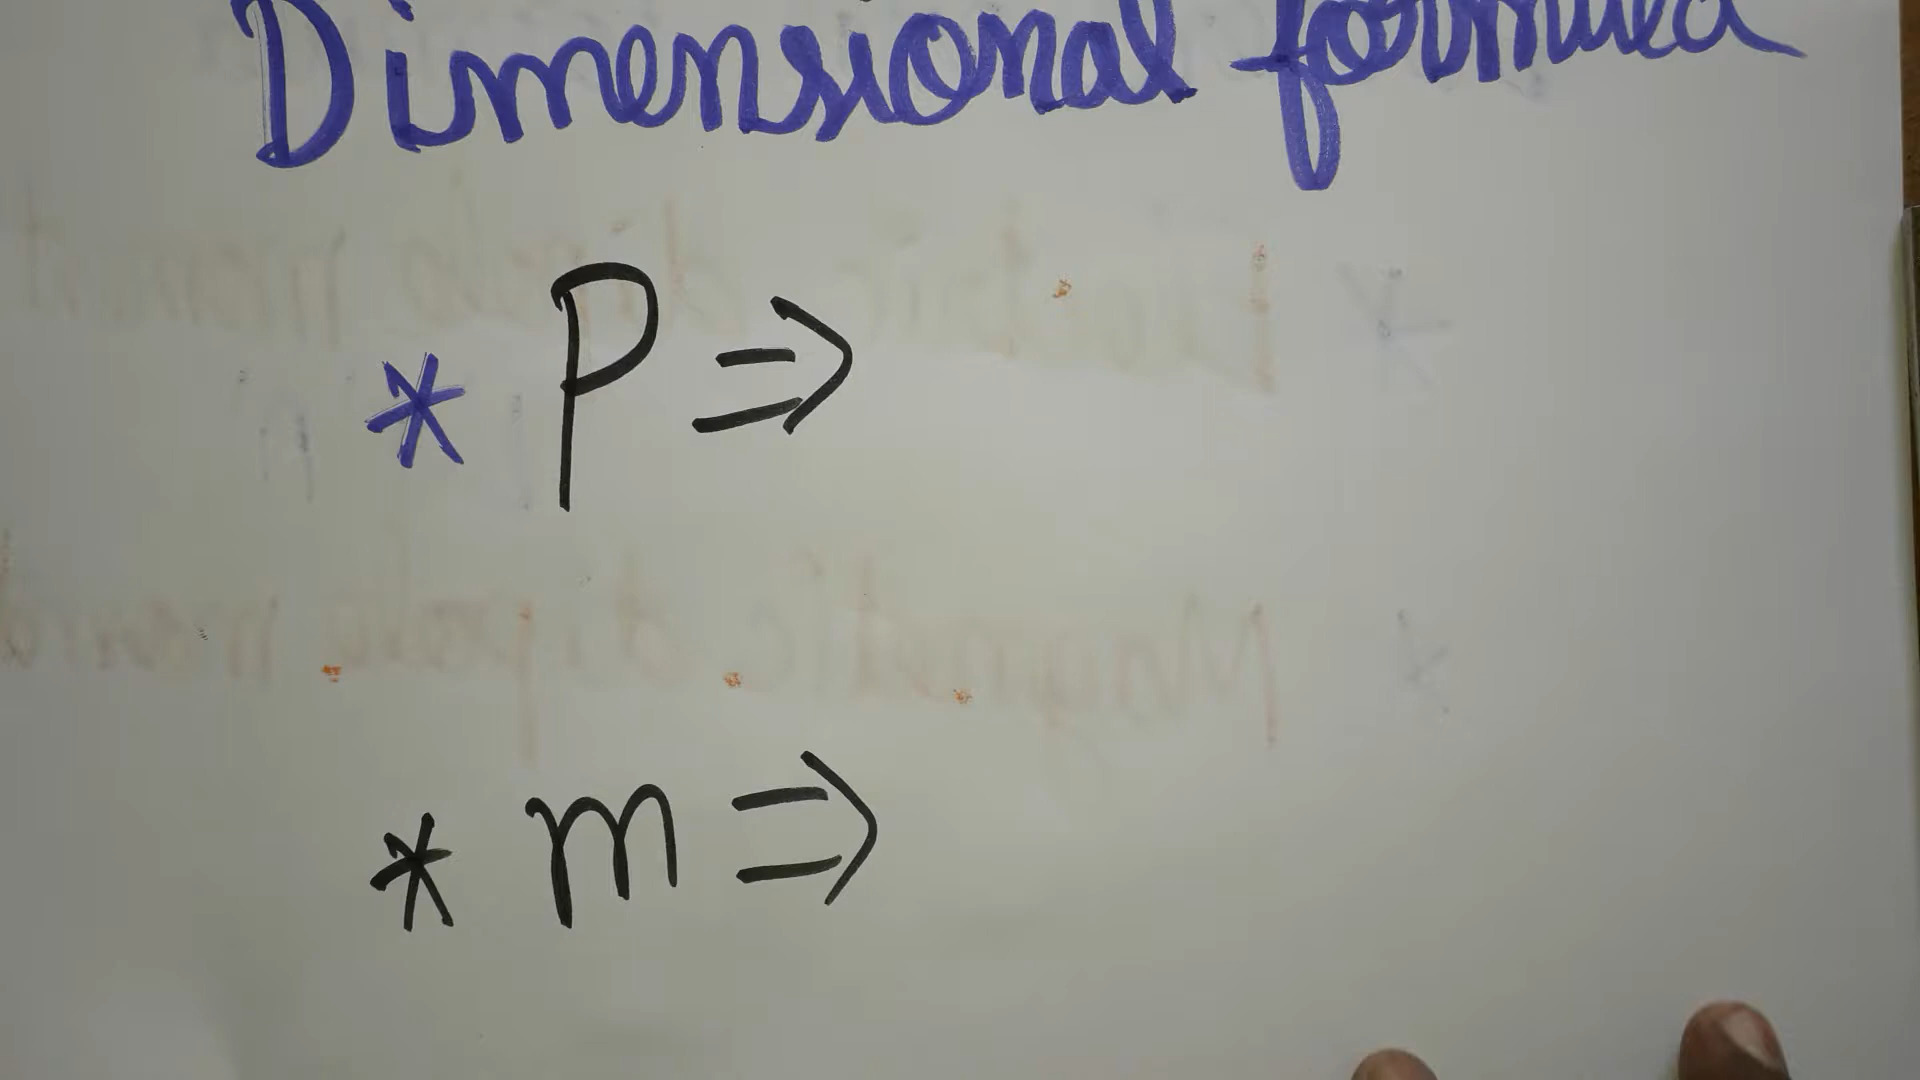 Dimensional formula
* P ⇒
* m ⇒